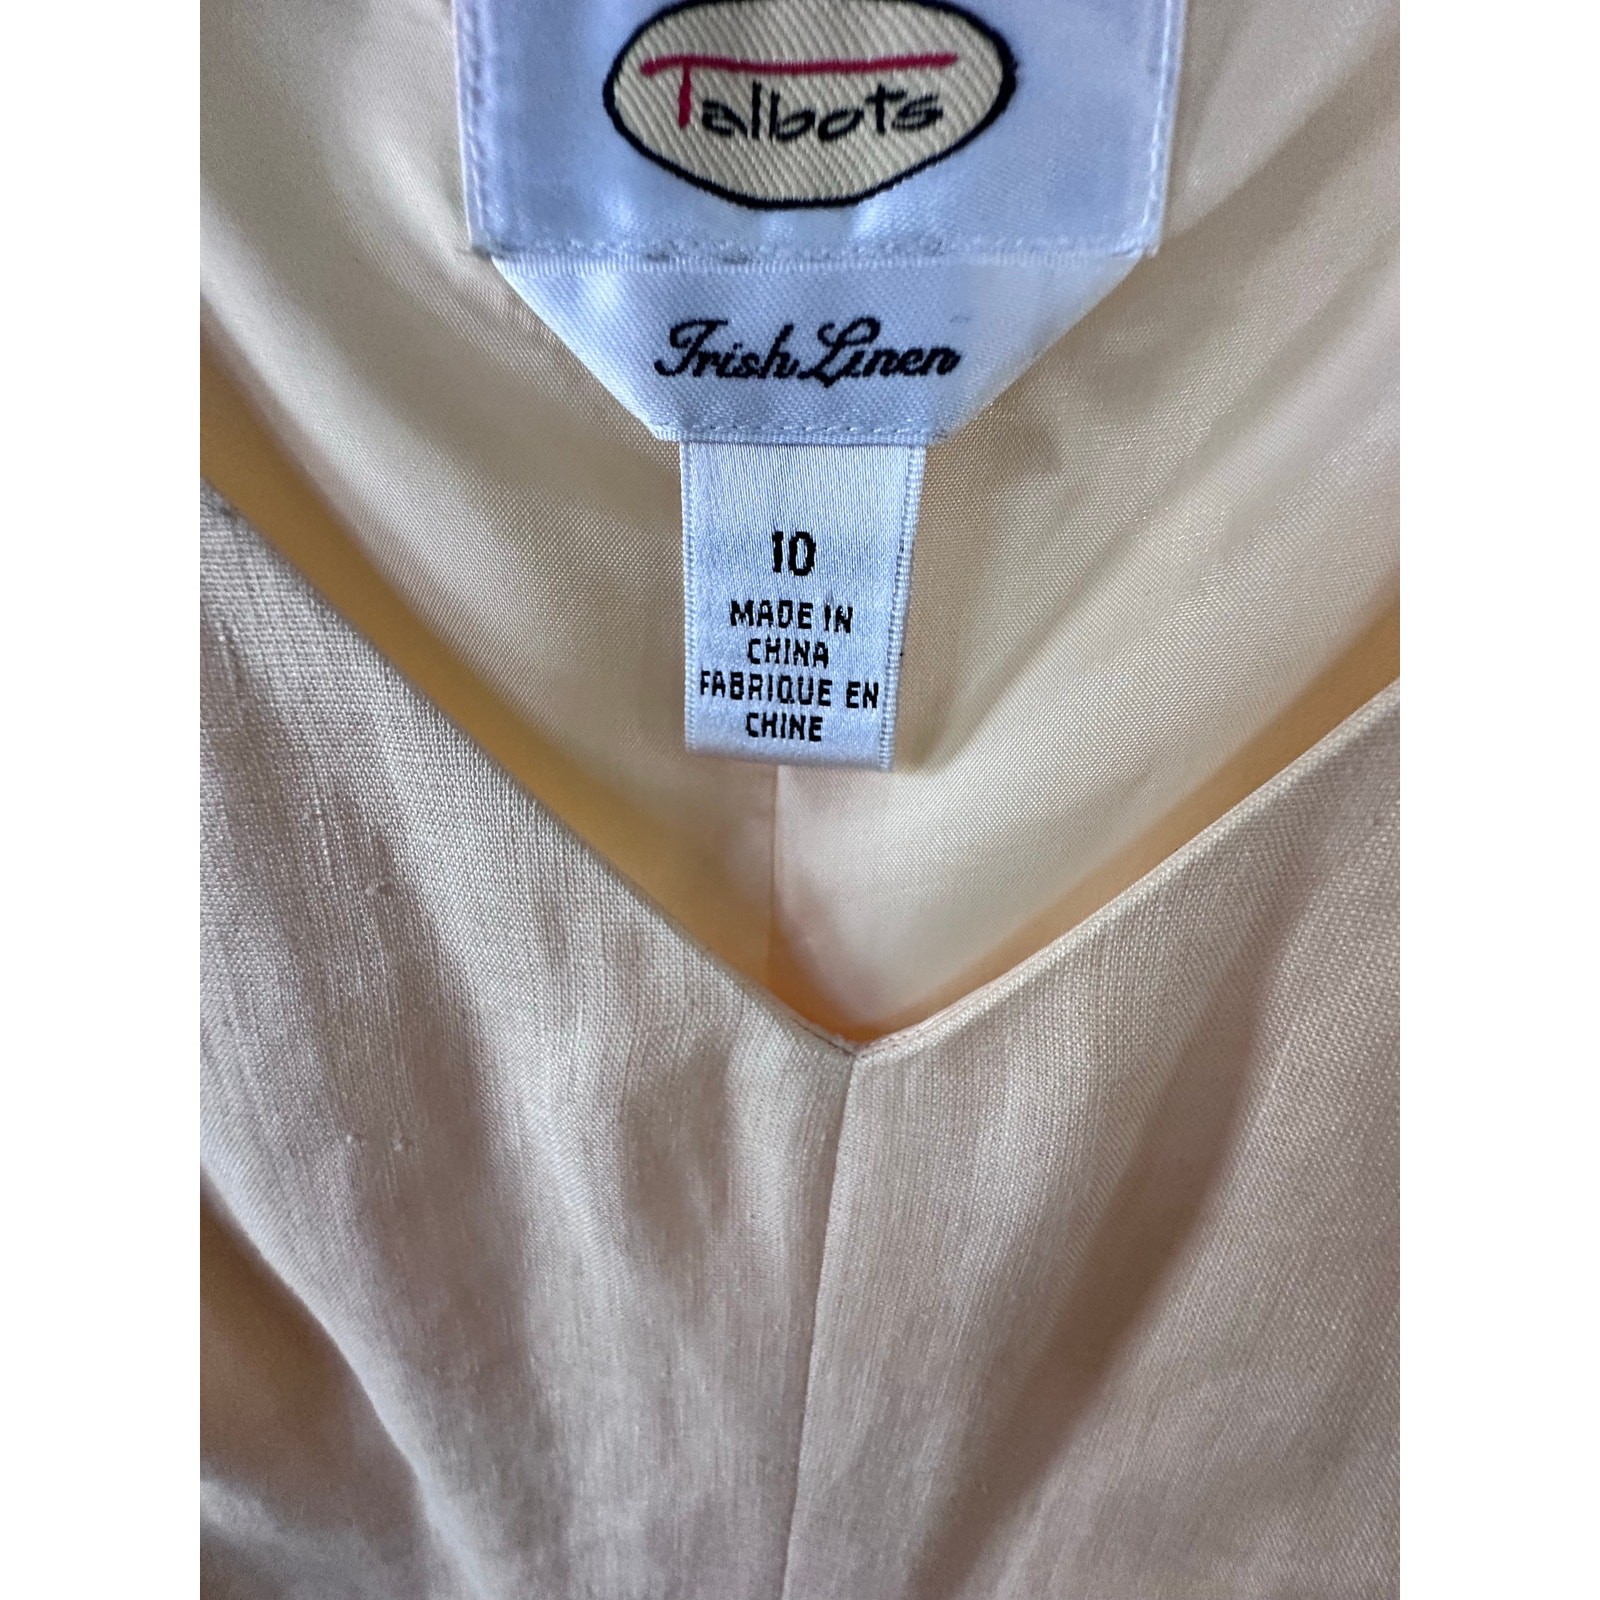 Talbots
Irish Linen
10
MADE IN
CHINA
FABRIQUE EN
CHINE